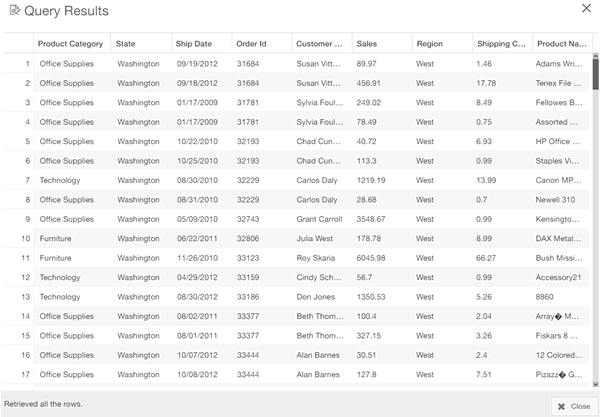 Query Results
Product Category State Ship Date Order Id Customer ... Sales Region Shipping C... Product Na...
1 Office Supplies Washington 09/19/2012 31684 Susan Vitt... 89.97 West 1.46 Adams Wri...
2 Office Supplies Washington 09/18/2012 31684 Susan Vitt... 456.91 West 17.78 Tenex File ...
3 Office Supplies Washington 01/17/2009 31781 Sylvia Foul... 249.02 West 8.49 Fellowes B...
4 Office Supplies Washington 01/17/2009 31781 Sylvia Foul... 78.49 West 0.75 Assorted ...
5 Office Supplies Washington 10/22/2010 32193 Chad Cun... 40.72 West 6.93 HP Office ...
6 Office Supplies Washington 10/25/2010 32193 Chad Cun... 113.3 West 0.99 Staples Vi...
7 Technology Washington 08/30/2010 32229 Carlos Daly 1219.19 West 13.99 Canon MP...
8 Office Supplies Washington 08/31/2010 32229 Carlos Daly 28.68 West 0.7 Newell 310
9 Office Supplies Washington 05/09/2010 32743 Grant Carroll 3548.67 West 0.99 Kensingto...
10 Furniture Washington 06/22/2011 32806 Julia West 178.78 West 8.99 DAX Metal...
11 Furniture Washington 11/26/2010 33123 Roy Skaria 6045.98 West 66.27 Bush Missi...
12 Technology Washington 04/29/2012 33159 Cindy Sch... 56.7 West 0.99 Accessory21
13 Technology Washington 08/30/2012 33186 Don Jones 1350.53 West 5.26 8860
14 Office Supplies Washington 08/02/2011 33377 Beth Thom... 100.4 West 2.04 Array� M...
15 Office Supplies Washington 08/01/2011 33377 Beth Thom... 327.15 West 3.26 Fiskars 8 ...
16 Office Supplies Washington 10/07/2012 33444 Alan Barnes 30.51 West 2.4 12 Colored...
17 Office Supplies Washington 10/08/2012 33444 Alan Barnes 127.8 West 7.51 Pizazz� G...
Retrieved all the rows.
Close